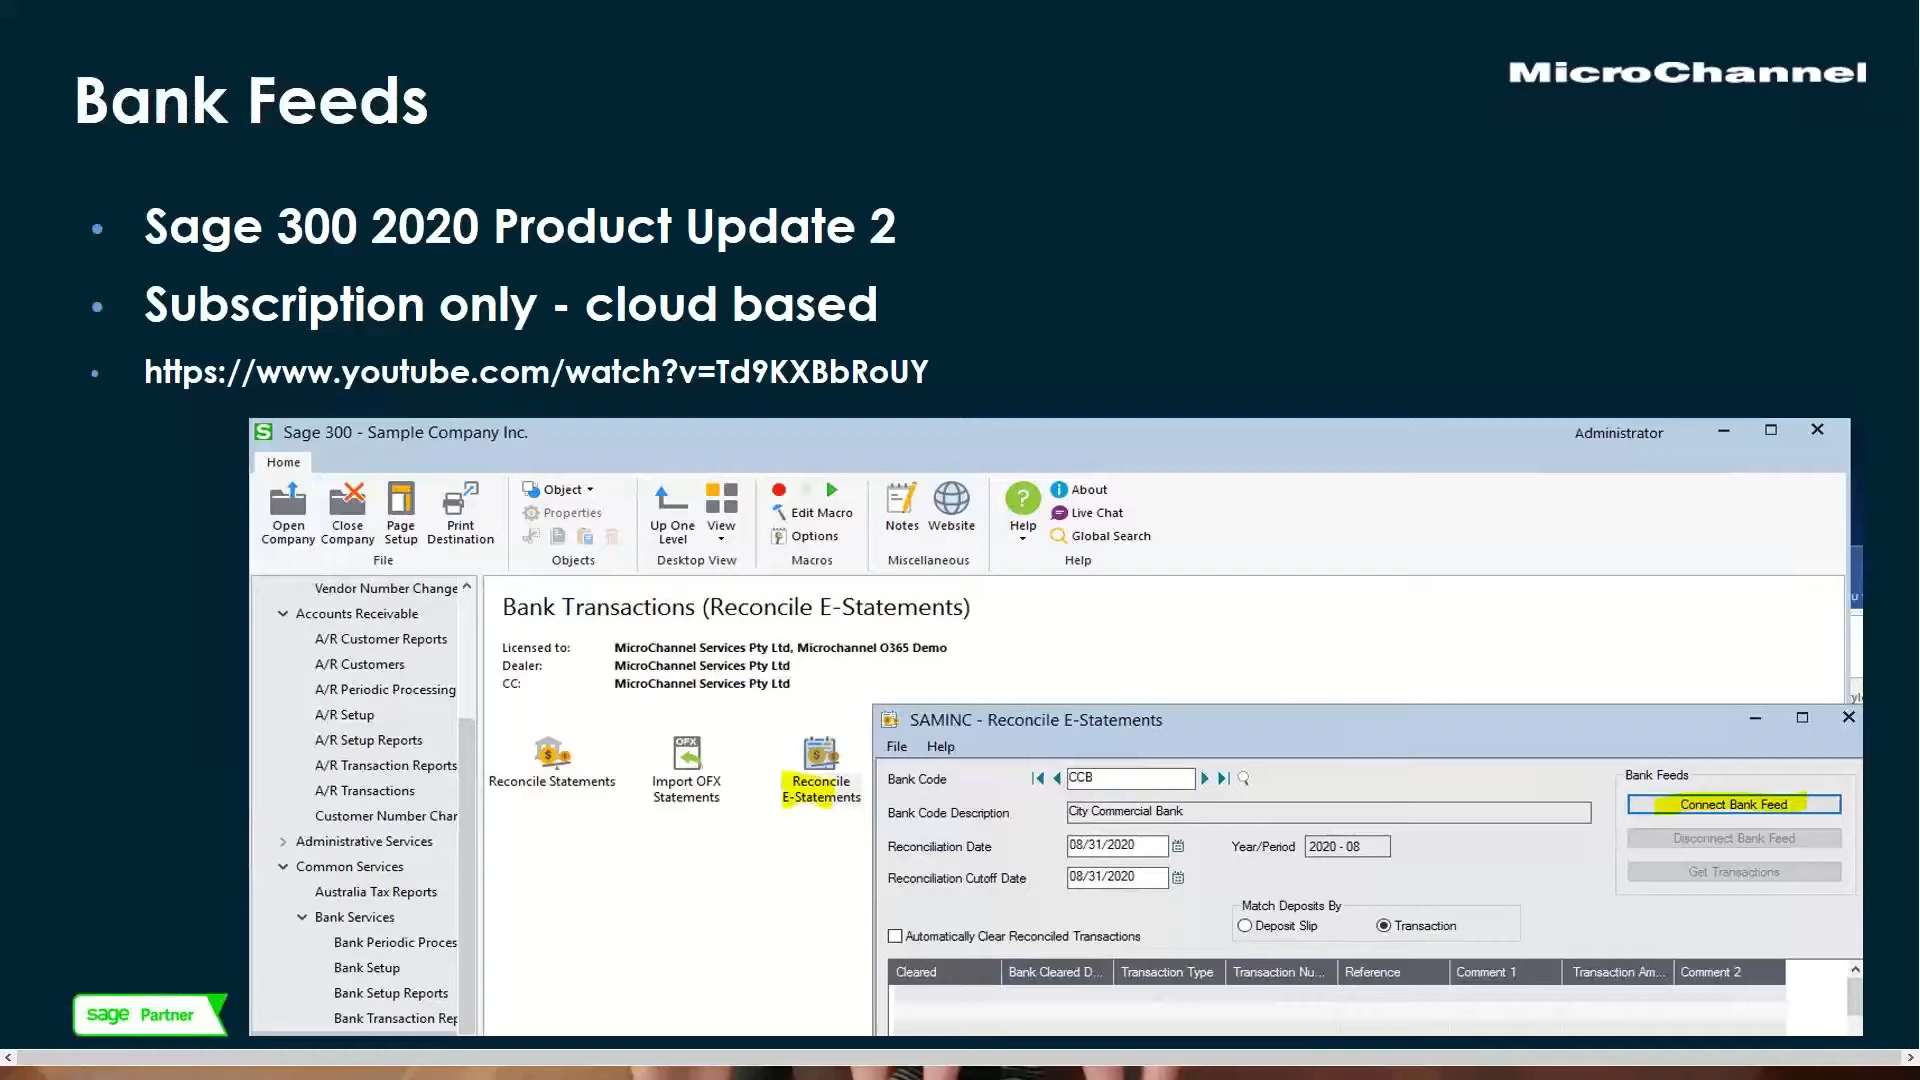 Bank Feeds
MicroChannel
Sage 300 2020 Product Update 2
Subscription only - cloud based
https://www.youtube.com/watch?v=Td9KXBbRoUY
Sage 300 - Sample Company Inc.
Administrator
Home
Open Company
Close Company
Page Setup
Print Destination
File
Object
Properties
Objects
Up One Level
View
Desktop View
Edit Macro
Options
Macros
Notes
Website
Miscellaneous
Help
About
Live Chat
Global Search
Help
Vendor Number Change
Accounts Receivable
A/R Customer Reports
A/R Customers
A/R Periodic Processing
A/R Setup
A/R Setup Reports
A/R Transaction Reports
A/R Transactions
Customer Number Char
Administrative Services
Common Services
Australia Tax Reports
Bank Services
Bank Periodic Proces
Bank Setup
Bank Setup Reports
Bank Transaction Rep
Bank Transactions (Reconcile E-Statements)
Licensed to: MicroChannel Services Pty Ltd, Microchannel O365 Demo
Dealer: MicroChannel Services Pty Ltd
CC: MicroChannel Services Pty Ltd
Reconcile Statements
OFX
Import OFX Statements
Reconcile E-Statements
SAMINC - Reconcile E-Statements
File Help
Bank Code CCB
Bank Code Description City Commercial Bank
Reconciliation Date 08/31/2020 Year/Period 2020 - 08
Reconciliation Cutoff Date 08/31/2020
Bank Feeds
Connect Bank Feed
Disconnect Bank Feed
Get Transactions
Match Deposits By
Deposit Slip Transaction
Automatically Clear Reconciled Transactions
Cleared Bank Cleared D... Transaction Type Transaction Nu... Reference Comment 1 Transaction Am... Comment 2
sage Partner